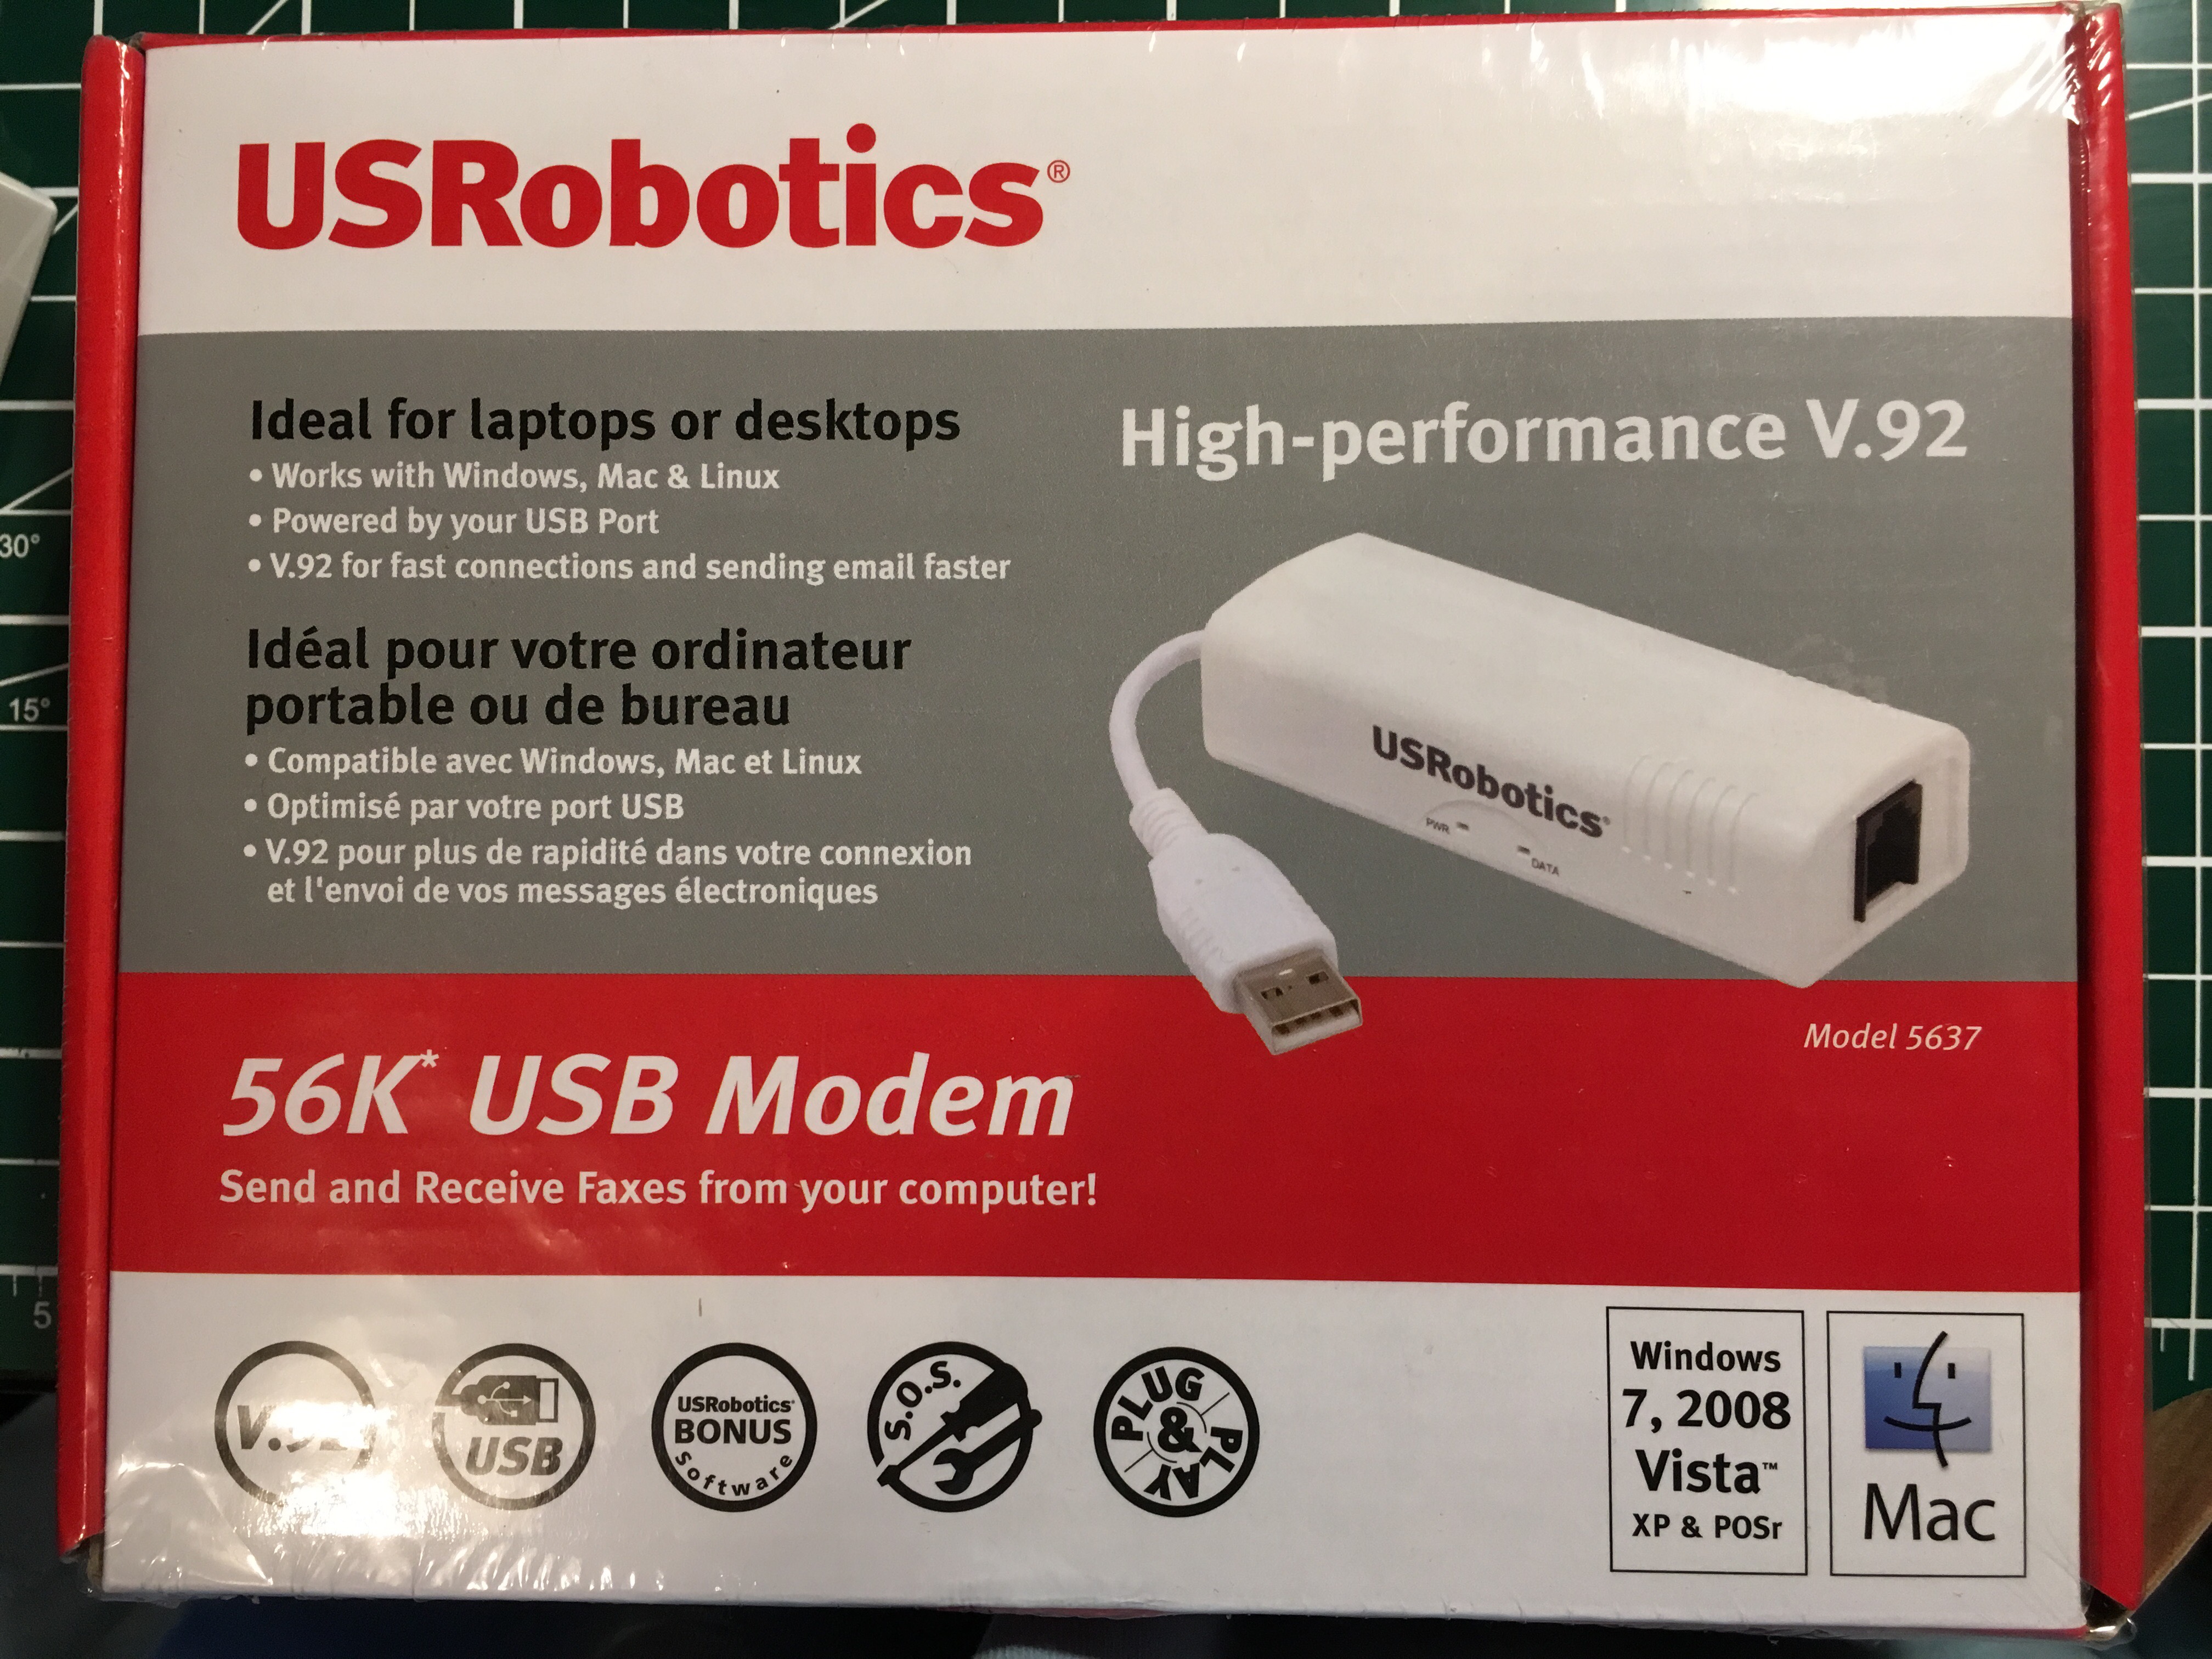 USRobotics®
Ideal for laptops or desktops
• Works with Windows, Mac & Linux
• Powered by your USB Port
• V.92 for fast connections and sending email faster
Idéal pour votre ordinateur
portable ou de bureau
• Compatible avec Windows, Mac et Linux
• Optimisé par votre port USB
• V.92 pour plus de rapidité dans votre connexion
et l'envoi de vos messages électroniques
High-performance V.92
USRobotics®
PWR
DATA
Model 5637
56K* USB Modem
Send and Receive Faxes from your computer!
V.92
USB
USRobotics®
BONUS
Software
S.O.S.
PLUG & PLAY
Windows
7, 2008
Vista™
XP & POSr
Mac
30°
15°
5